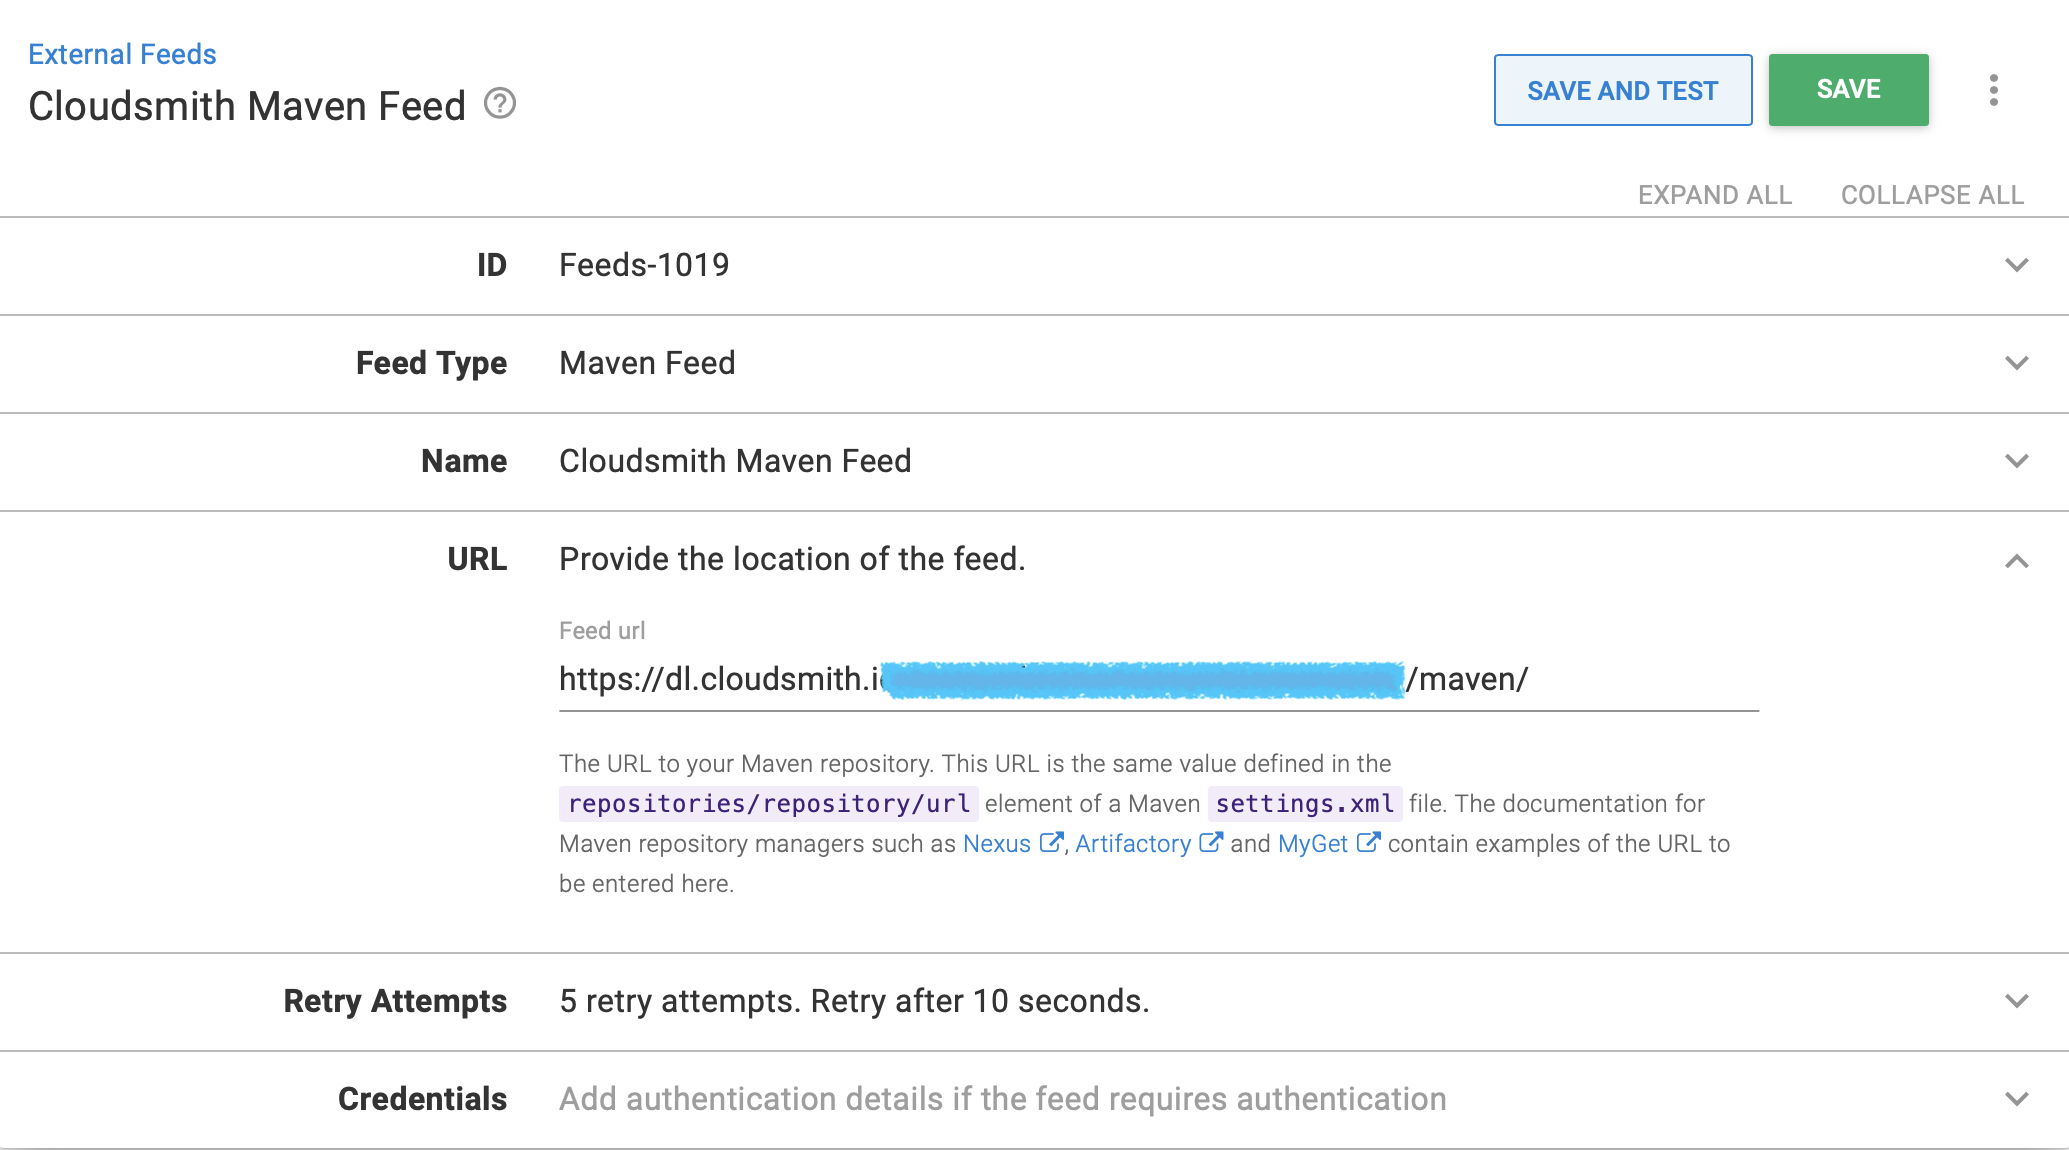 External Feeds
Cloudsmith Maven Feed
SAVE AND TEST
SAVE
EXPAND ALL COLLAPSE ALL
ID Feeds-1019
Feed Type Maven Feed
Name Cloudsmith Maven Feed
URL Provide the location of the feed.
Feed url
https://dl.cloudsmith.i /maven/
The URL to your Maven repository. This URL is the same value defined in the
repositories/repository/url element of a Maven settings.xml file. The documentation for
Maven repository managers such as Nexus, Artifactory and MyGet contain examples of the URL to
be entered here.
Retry Attempts 5 retry attempts. Retry after 10 seconds.
Credentials Add authentication details if the feed requires authentication